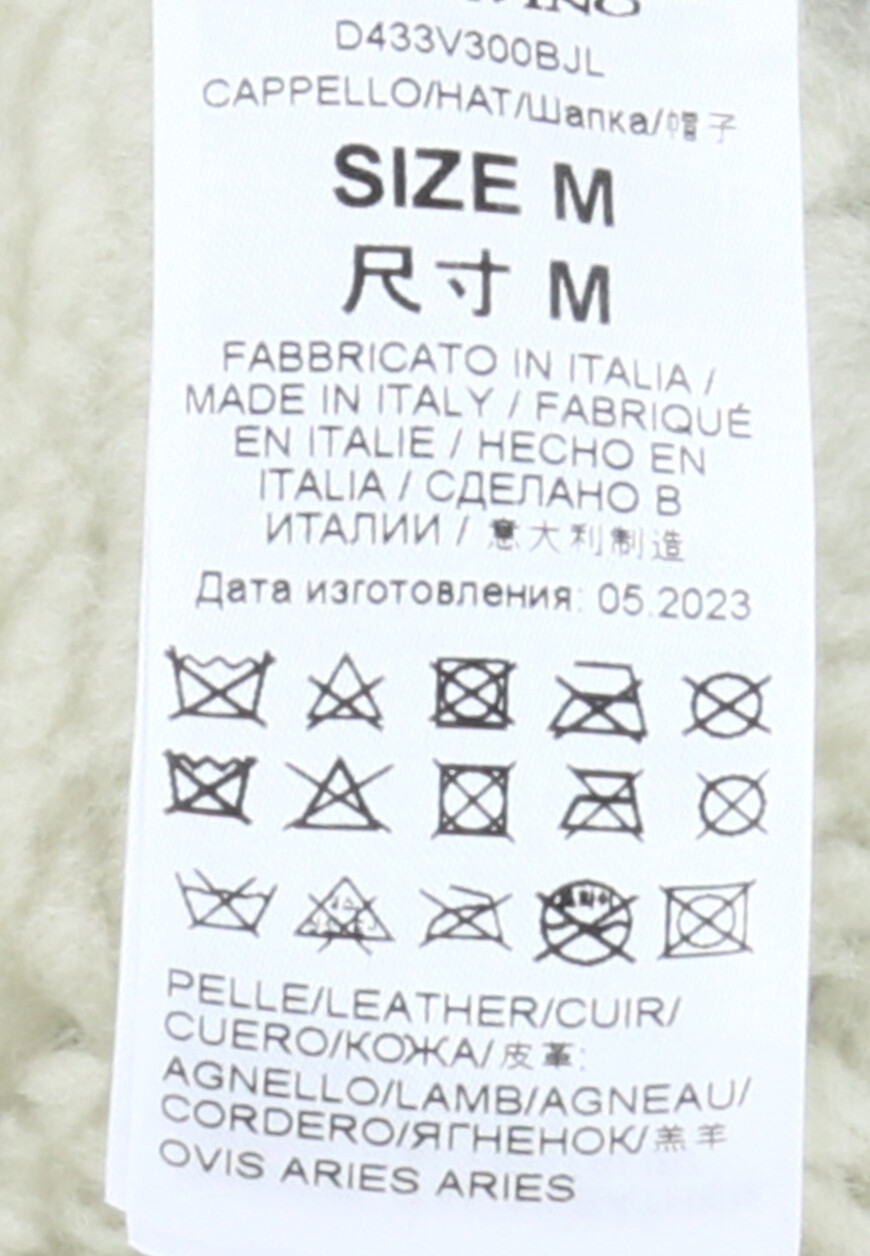 D433V300BJL
CAPPELLO/HAT/Шапка/帽子
SIZE M
尺寸 M
FABBRICATO IN ITALIA /
MADE IN ITALY / FABRIQUÉ
EN ITALIE / HECHO EN
ITALIA / СДЕЛАНО В
ИТАЛИИ / 意大利制造
Дата изготовления: 05.2023
PELLE/LEATHER/CUIR/
CUERO/КОЖА/皮革:
AGNELLO/LAMB/AGNEAU/
CORDERO/ЯГНЕНОК/羔羊
OVIS ARIES ARIES